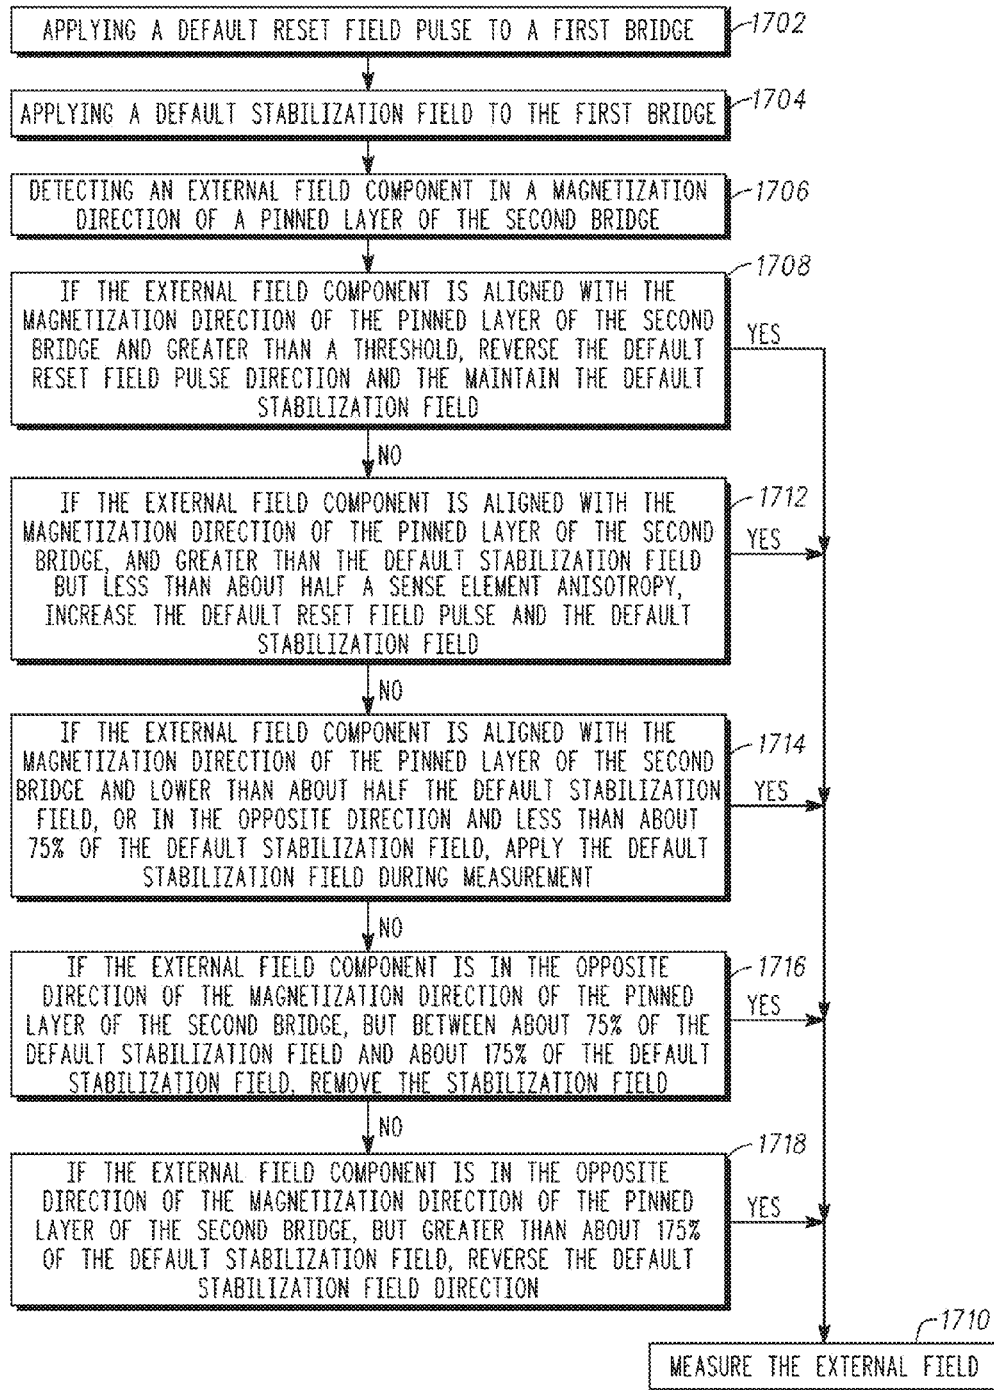 APPLYING A DEFAULT RESET FIELD PULSE TO A FIRST BRIDGE
1702
APPLYING A DEFAULT STABILIZATION FIELD TO THE FIRST BRIDGE
1704
DETECTING AN EXTERNAL FIELD COMPONENT IN A MAGNETIZATION
DIRECTION OF A PINNED LAYER OF THE SECOND BRIDGE
1706
1708
IF THE EXTERNAL FIELD COMPONENT IS ALIGNED WITH THE
MAGNETIZATION DIRECTION OF THE PINNED LAYER OF THE SECOND
BRIDGE AND GREATER THAN A THRESHOLD, REVERSE THE DEFAULT
RESET FIELD PULSE DIRECTION AND THE MAINTAIN THE DEFAULT
STABILIZATION FIELD
YES
NO
IF THE EXTERNAL FIELD COMPONENT IS ALIGNED WITH THE
MAGNETIZATION DIRECTION OF THE PINNED LAYER OF THE SECOND
BRIDGE, AND GREATER THAN THE DEFAULT STABILIZATION FIELD
BUT LESS THAN ABOUT HALF A SENSE ELEMENT ANISOTROPY,
INCREASE THE DEFAULT RESET FIELD PULSE AND THE DEFAULT
STABILIZATION FIELD
1712
YES
NO
IF THE EXTERNAL FIELD COMPONENT IS ALIGNED WITH THE
MAGNETIZATION DIRECTION OF THE PINNED LAYER OF THE SECOND
BRIDGE AND LOWER THAN ABOUT HALF THE DEFAULT STABILIZATION
FIELD, OR IN THE OPPOSITE DIRECTION AND LESS THAN ABOUT
75% OF THE DEFAULT STABILIZATION FIELD, APPLY THE DEFAULT
STABILIZATION FIELD DURING MEASUREMENT
1714
YES
NO
IF THE EXTERNAL FIELD COMPONENT IS IN THE OPPOSITE
DIRECTION OF THE MAGNETIZATION DIRECTION OF THE PINNED
LAYER OF THE SECOND BRIDGE, BUT BETWEEN ABOUT 75% OF THE
DEFAULT STABILIZATION FIELD AND ABOUT 175% OF THE DEFAULT
STABILIZATION FIELD, REMOVE THE STABILIZATION FIELD
1716
YES
NO
1718
IF THE EXTERNAL FIELD COMPONENT IS IN THE OPPOSITE
DIRECTION OF THE MAGNETIZATION DIRECTION OF THE PINNED
LAYER OF THE SECOND BRIDGE, BUT GREATER THAN ABOUT 175%
OF THE DEFAULT STABILIZATION FIELD, REVERSE THE DEFAULT
STABILIZATION FIELD DIRECTION
YES
1710
MEASURE THE EXTERNAL FIELD